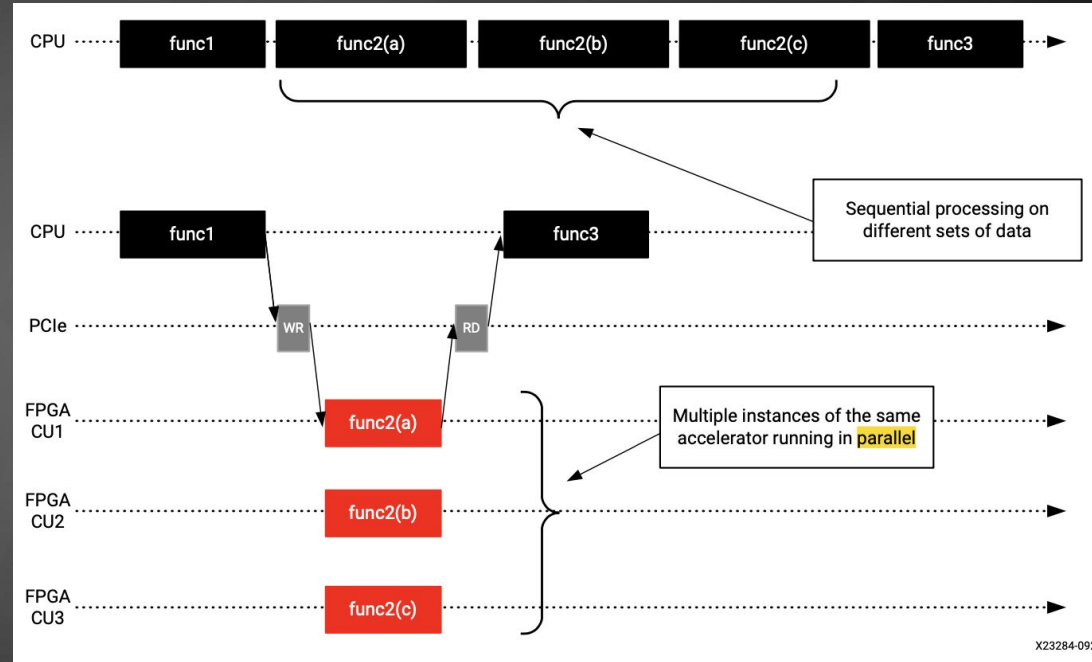 CPU func1 func2(a) func2(b) func2(c) func3
Sequential processing on
different sets of data
CPU func1 func3
PCIe WR RD
FPGA
CU1
func2(a)
Multiple instances of the same
accelerator running in parallel
FPGA
CU2
func2(b)
FPGA
CU3
func2(c)